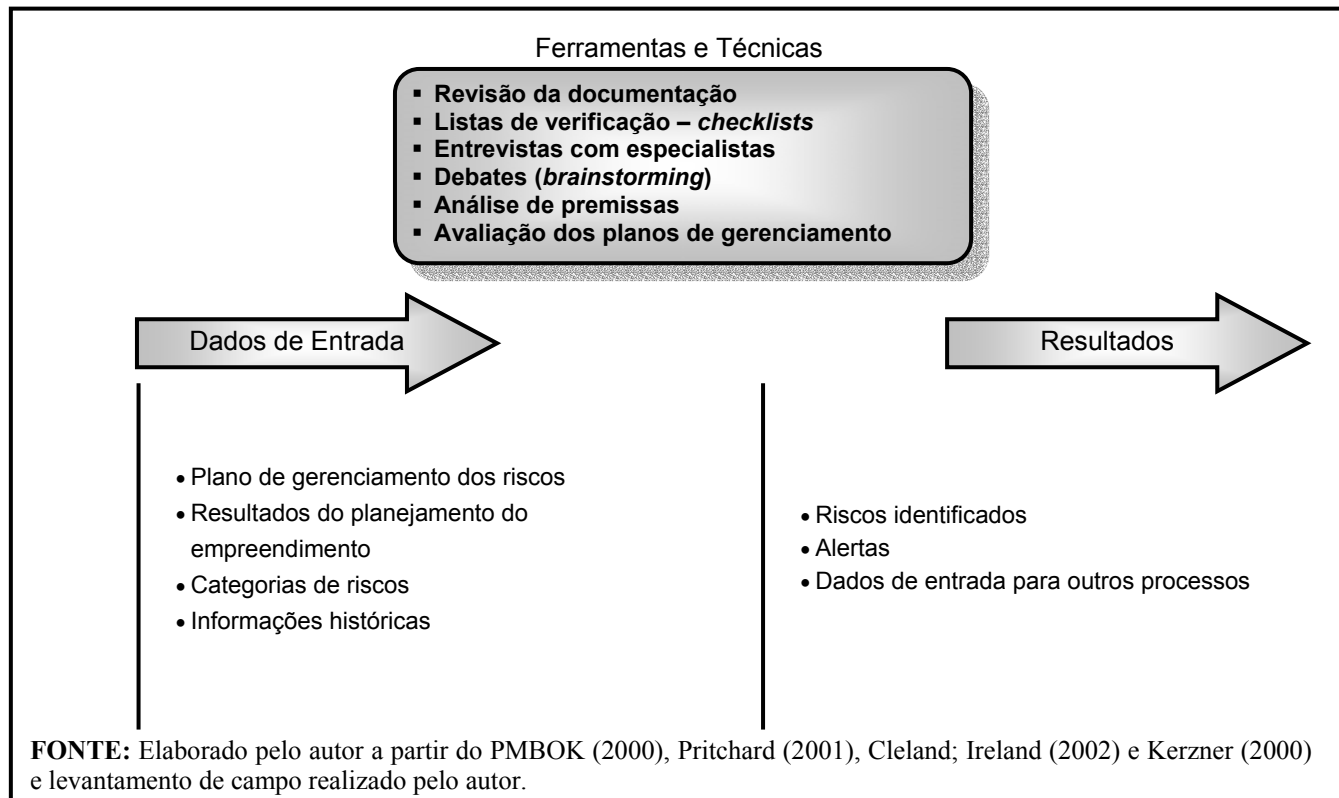 Ferramentas e Técnicas
▪ Revisão da documentação
▪ Listas de verificação – checklists
▪ Entrevistas com especialistas
▪ Debates (brainstorming)
▪ Análise de premissas
▪ Avaliação dos planos de gerenciamento
Dados de Entrada
Resultados
• Plano de gerenciamento dos riscos
• Resultados do planejamento do
empreendimento
• Categorias de riscos
• Informações históricas
• Riscos identificados
• Alertas
• Dados de entrada para outros processos
FONTE: Elaborado pelo autor a partir do PMBOK (2000), Pritchard (2001), Cleland; Ireland (2002) e Kerzner (2000)
e levantamento de campo realizado pelo autor.